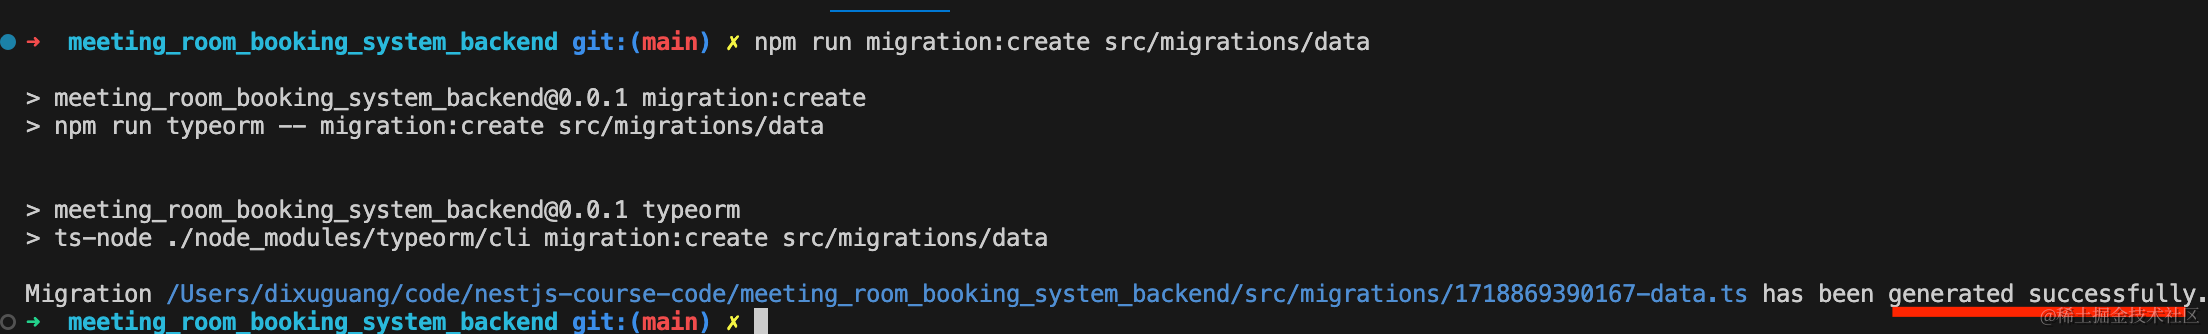 ➜  meeting_room_booking_system_backend git:(main) ✗ npm run migration:create src/migrations/data
> meeting_room_booking_system_backend@0.0.1 migration:create
> npm run typeorm -- migration:create src/migrations/data
> meeting_room_booking_system_backend@0.0.1 typeorm
> ts-node ./node_modules/typeorm/cli migration:create src/migrations/data
Migration /Users/dixuguang/code/nestjs-course-code/meeting_room_booking_system_backend/src/migrations/1718869390167-data.ts has been generated successfully.
➜  meeting_room_booking_system_backend git:(main) ✗
@稀土掘金技术社区